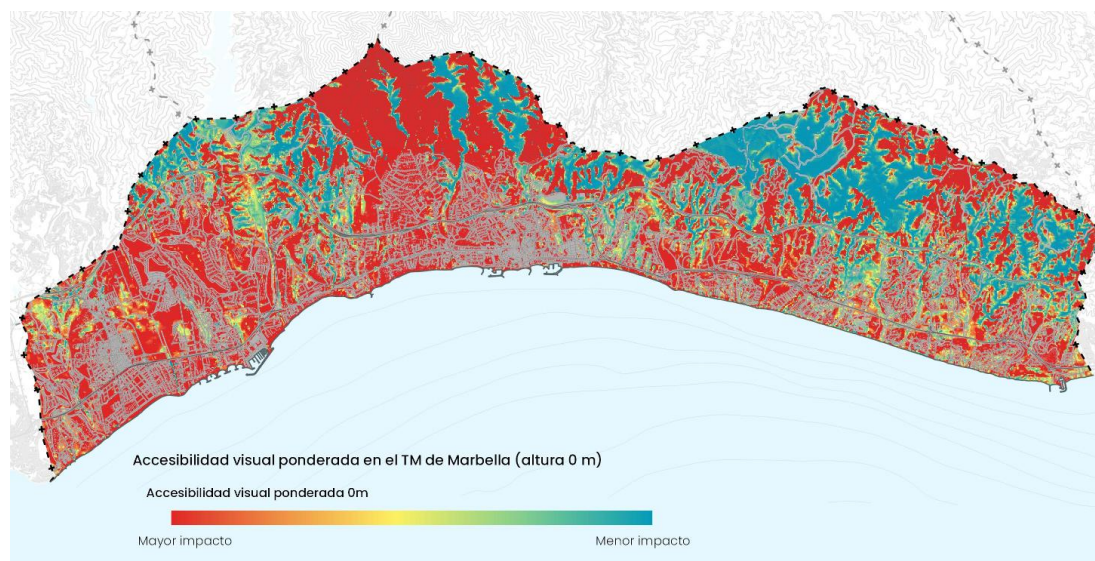 Accesibilidad visual ponderada en el TM de Marbella (altura 0 m)
Accesibilidad visual ponderada 0m
Mayor impacto
Menor impacto